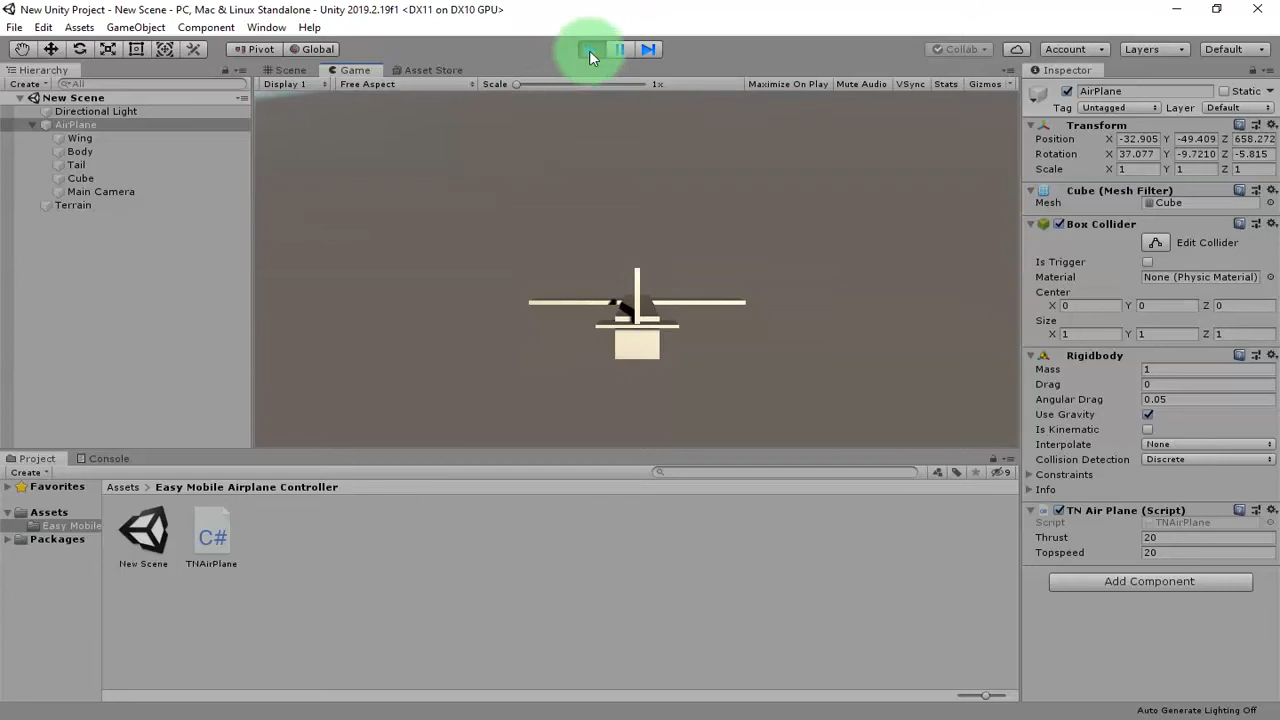 New Unity Project - New Scene - PC, Mac & Linux Standalone - Unity 2019.2.19f1 <DX11 on DX10 GPU>
File Edit Assets GameObject Component Window Help
Pivot Global Collab Account Layers Default
Hierarchy Scene Game Asset Store Inspector
Create All Display 1 Free Aspect Scale 1x Maximize On Play Mute Audio VSync Stats Gizmos
New Scene
Directional Light
AirPlane
Wing
Body
Tail
Cube
Main Camera
Terrain
AirPlane Static
Tag Untagged Layer Default
Transform
Position X -32.905 Y -49.409 Z 658.272
Rotation X 37.077 Y -9.7210 Z -5.815
Scale X 1 Y 1 Z 1
Cube (Mesh Filter)
Mesh Cube
Box Collider
Edit Collider
Is Trigger
Material None (Physic Material)
Center
X 0 Y 0 Z 0
Size
X 1 Y 1 Z 1
Rigidbody
Mass 1
Drag 0
Angular Drag 0.05
Use Gravity
Is Kinematic
Interpolate None
Collision Detection Discrete
Constraints
Info
TN Air Plane (Script)
Script TNAirPlane
Thrust 20
Topspeed 20
Add Component
Project Console
Create 9
Favorites
Assets
Easy Mobile
Packages
Assets > Easy Mobile Airplane Controller
C#
New Scene TNAirPlane
Auto Generate Lighting Off